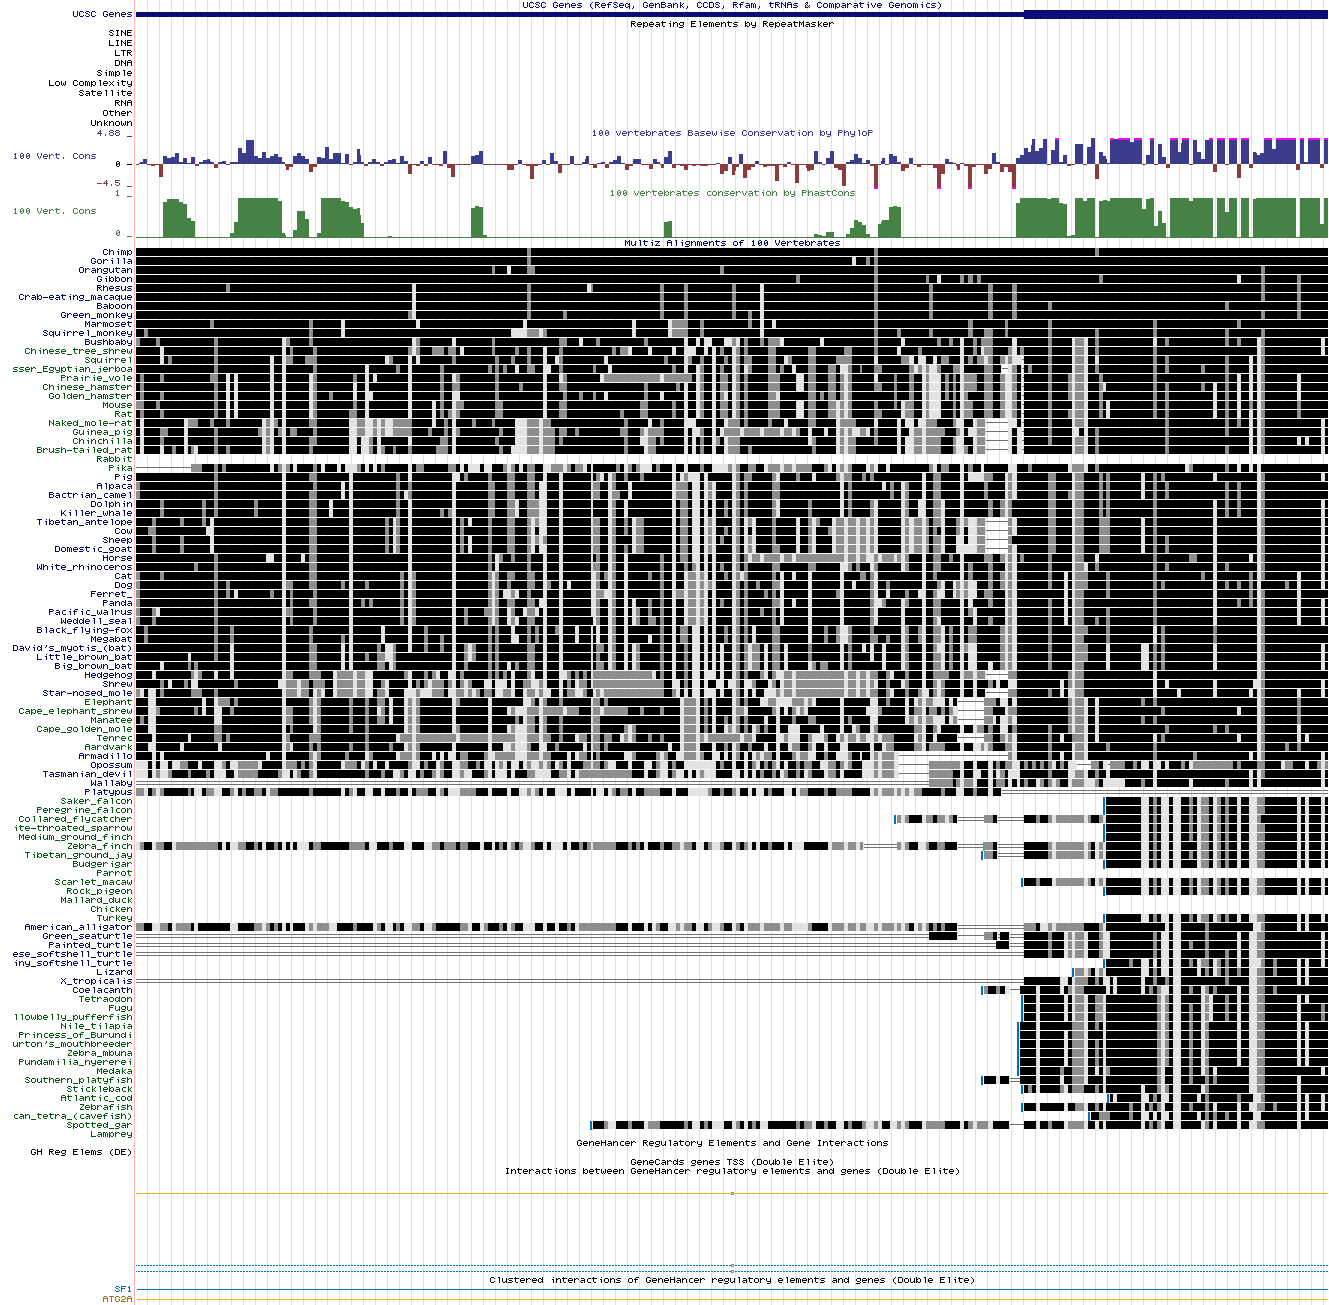 UCSC Genes (RefSeq, GenBank, CCDS, Rfam, tRNAs & Comparative Genomics)
UCSC Genes
Repeating Elements by RepeatMasker
SINE
LINE
LTR
DNA
Simple
Low Complexity
Satellite
RNA
Other
Unknown
4.88 _
100 vertebrates Basewise Conservation by PhyloP
100 Vert. Cons
0 _
-4.5 _
1 _
100 vertebrates conservation by PhastCons
100 Vert. Cons
0 _
Multiz Alignments of 100 Vertebrates
Chimp
Gorilla
Orangutan
Gibbon
Rhesus
Crab-eating_macaque
Baboon
Green_monkey
Marmoset
Squirrel_monkey
Bushbaby
Chinese_tree_shrew
Squirrel
sser_Egyptian_jerboa
Prairie_vole
Chinese_hamster
Golden_hamster
Mouse
Rat
Naked_mole-rat
Guinea_pig
Chinchilla
Brush-tailed_rat
Rabbit
Pika
Pig
Alpaca
Bactrian_camel
Dolphin
Killer_whale
Tibetan_antelope
Cow
Sheep
Domestic_goat
Horse
White_rhinoceros
Cat
Dog
Ferret_
Panda
Pacific_walrus
Weddell_seal
Black_flying-fox
Megabat
David's_myotis_(bat)
Little_brown_bat
Big_brown_bat
Hedgehog
Shrew
Star-nosed_mole
Elephant
Cape_elephant_shrew
Manatee
Cape_golden_mole
Tenrec
Aardvark
Armadillo
Opossum
Tasmanian_devil
Wallaby
Platypus
Saker_falcon
Peregrine_falcon
Collared_flycatcher
ite-throated_sparrow
Medium_ground_finch
Zebra_finch
Tibetan_ground_jay
Budgerigar
Parrot
Scarlet_macaw
Rock_pigeon
Mallard_duck
Chicken
Turkey
American_alligator
Green_seaturtle
Painted_turtle
ese_softshell_turtle
iny_softshell_turtle
Lizard
X_tropicalis
Coelacanth
Tetraodon
Fugu
llowbelly_pufferfish
Nile_tilapia
Princess_of_Burundi
urton's_mouthbreeder
Zebra_mbuna
Pundamilia_nyererei
Medaka
Southern_platyfish
Stickleback
Atlantic_cod
Zebrafish
can_tetra_(cavefish)
Spotted_gar
Lamprey
GeneHancer Regulatory Elements and Gene Interactions
GH Reg Elems (DE)
GeneCards genes TSS (Double Elite)
Interactions between GeneHancer regulatory elements and genes (Double Elite)
Clustered interactions of GeneHancer regulatory elements and genes (Double Elite)
SF1
ATG2A